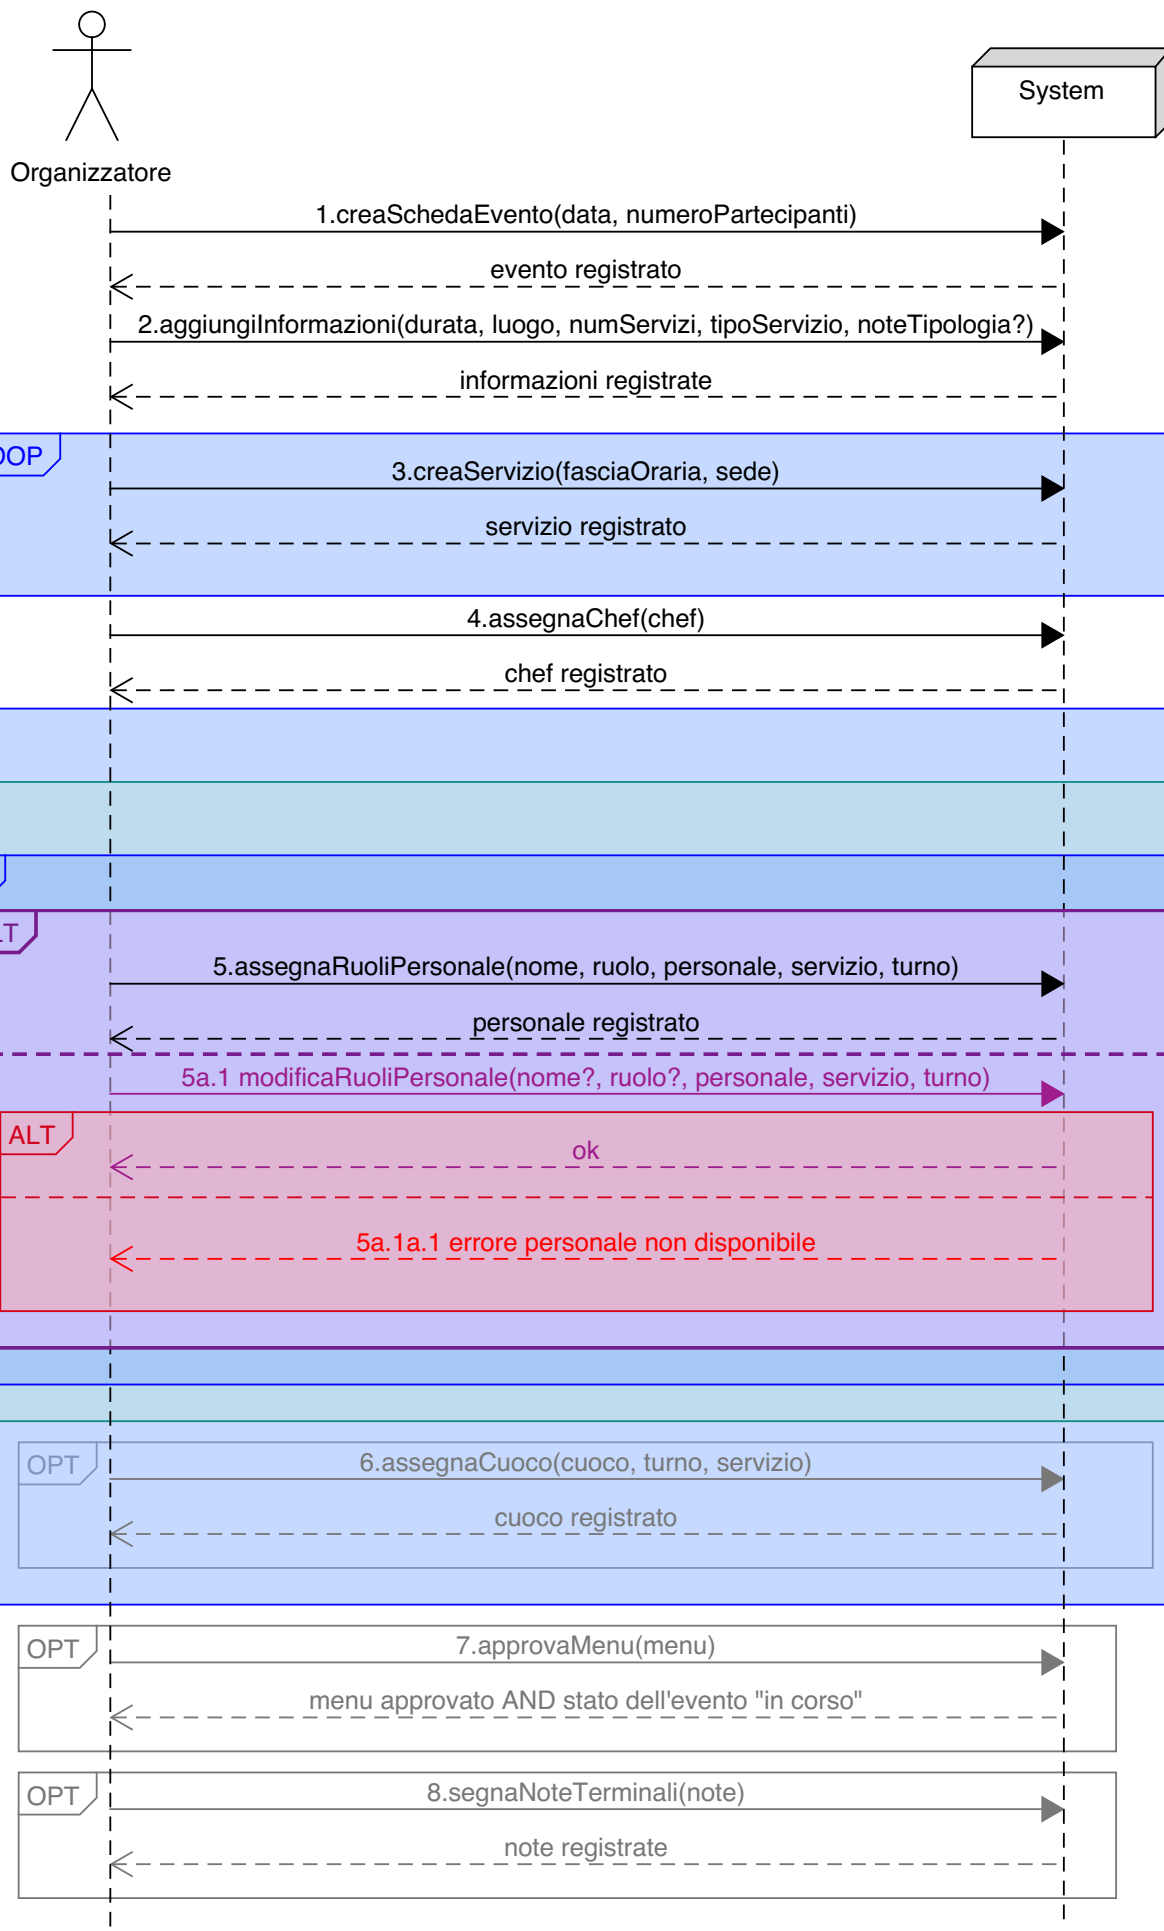 System
Organizzatore
1.creaSchedaEvento(data, numeroPartecipanti)
evento registrato
2.aggiungiInformazioni(durata, luogo, numServizi, tipoServizio, noteTipologia?)
informazioni registrate
OOP
3.creaServizio(fasciaOraria, sede)
servizio registrato
4.assegnaChef(chef)
chef registrato
LT
5.assegnaRuoliPersonale(nome, ruolo, personale, servizio, turno)
personale registrato
5a.1 modificaRuoliPersonale(nome?, ruolo?, personale, servizio, turno)
ALT
ok
5a.1a.1 errore personale non disponibile
OPT
6.assegnaCuoco(cuoco, turno, servizio)
cuoco registrato
OPT
7.approvaMenu(menu)
menu approvato AND stato dell'evento "in corso"
OPT
8.segnaNoteTerminali(note)
note registrate